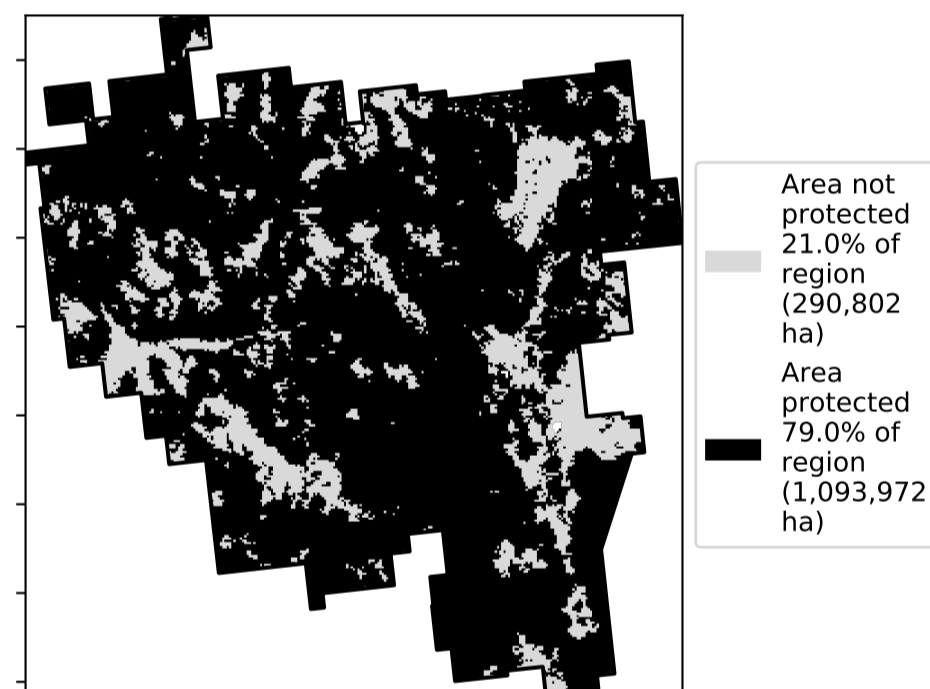 Area not
protected
21.0% of
region
(290,802
ha)
Area
protected
79.0% of
region
(1,093,972
ha)